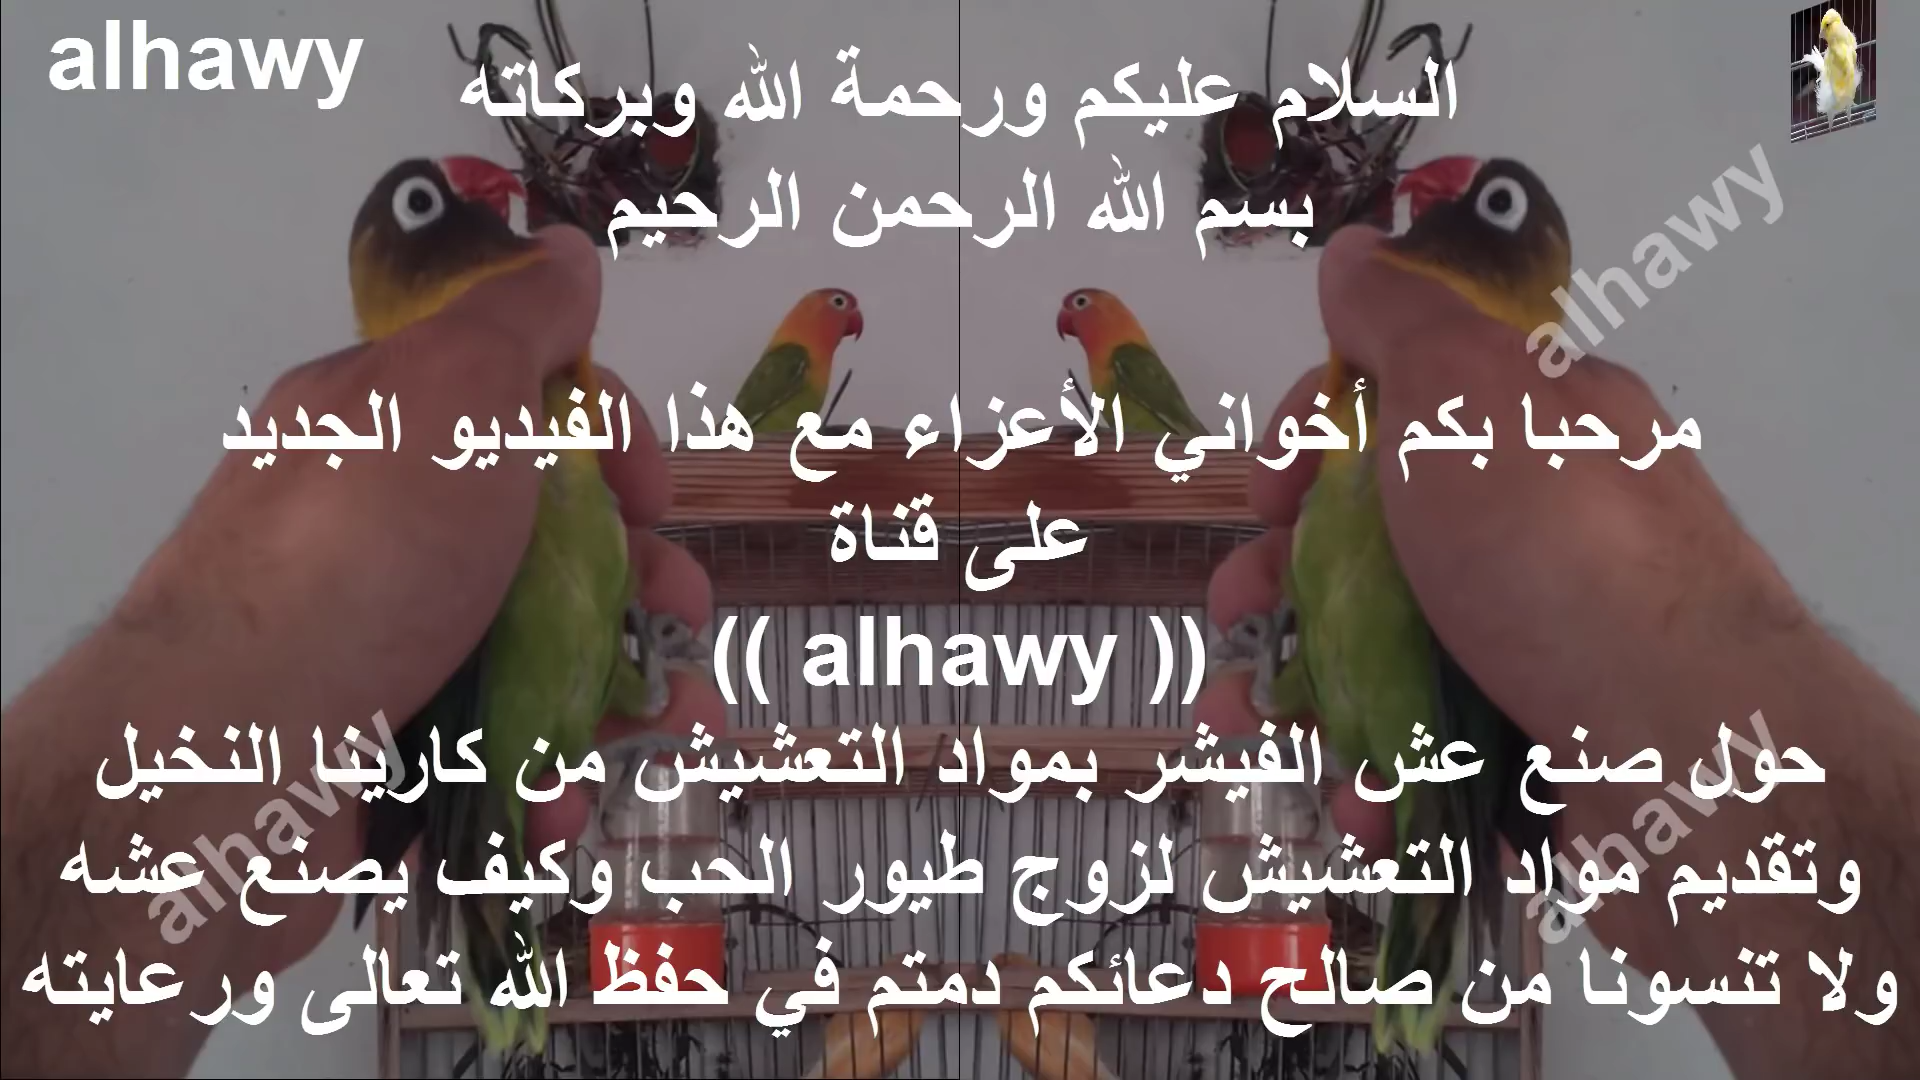 alhawy
السلام عليكم ورحمة الله وبركاته
بسم الله الرحمن الرحيم
alhawy
مرحبا بكم أخواني الأعزاء مع هذا الفيديو الجديد
على قناة
(( alhawy ))
حول صنع عش الفيشر بمواد التعشيش من كارينا النخيل
وتقديم مواد التعشيش لزوج طيور الحب وكيف يصنع عشه
ولا تنسونا من صالح دعائكم دمتم في حفظ الله تعالى ورعايته
alhawy
alhawy